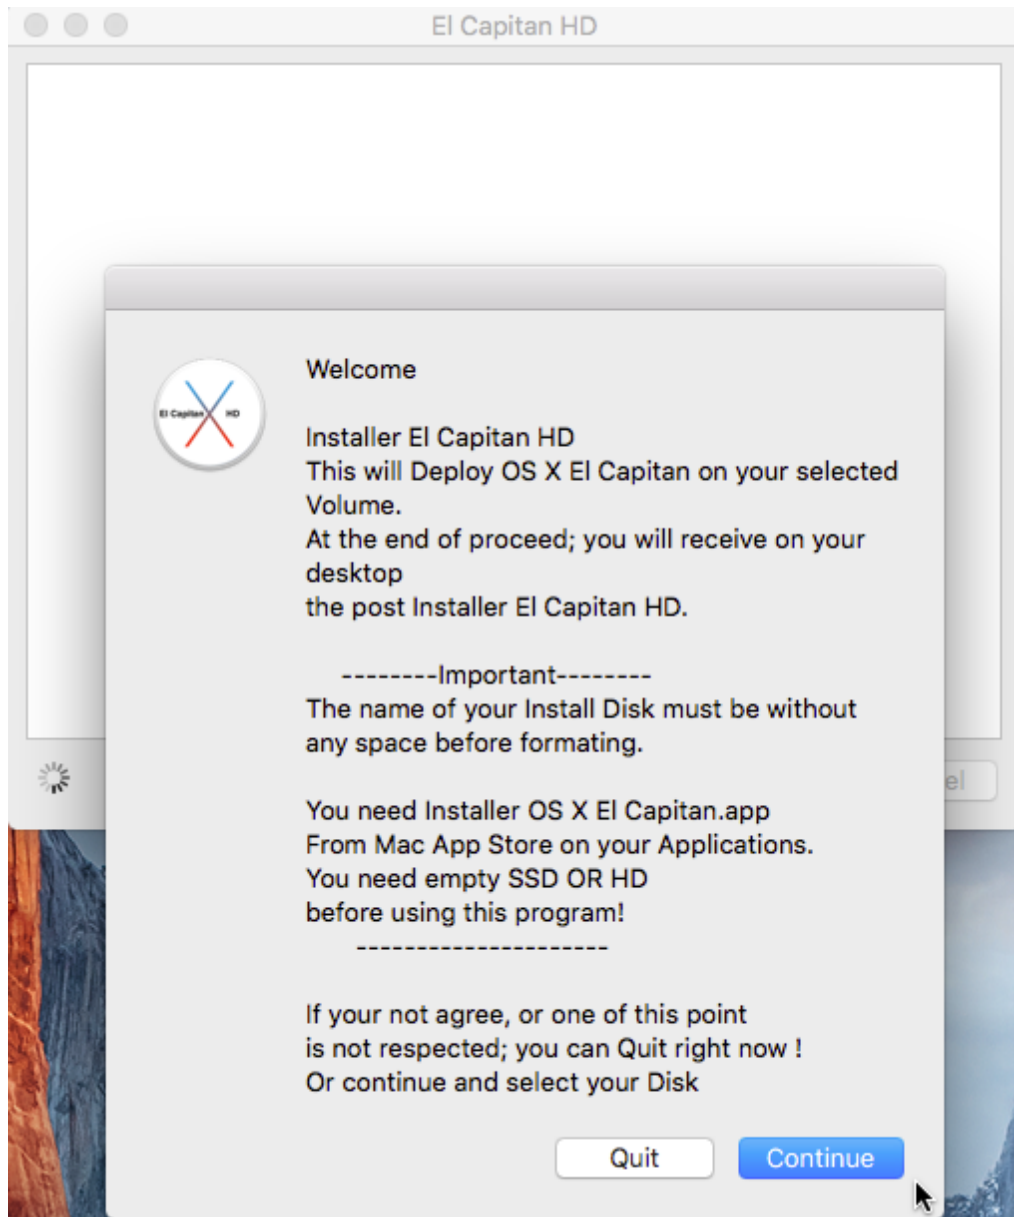 El Capitan HD
Welcome
El Capitan HD
Installer El Capitan HD
This will Deploy OS X El Capitan on your selected
Volume.
At the end of proceed; you will receive on your
desktop
the post Installer El Capitan HD.
--------Important--------
The name of your Install Disk must be without
any space before formating.
el
You need Installer OS X El Capitan.app
From Mac App Store on your Applications.
You need empty SSD OR HD
before using this program!
---------------------
If your not agree, or one of this point
is not respected; you can Quit right now !
Or continue and select your Disk
Quit
Continue